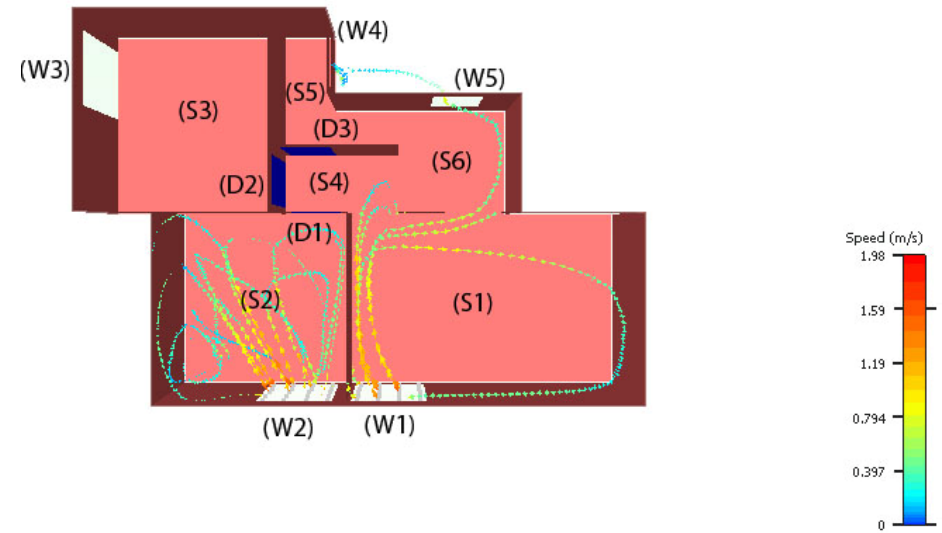 (W4)
(W3)
(W5)
(S5)
(S3)
(D3)
(S6)
(D2)
(S4)
(D1)
Speed (m/s)
1.98
(S2)
(S1)
1.59
1.19
0.794
(W2)
(W1)
0.397
0